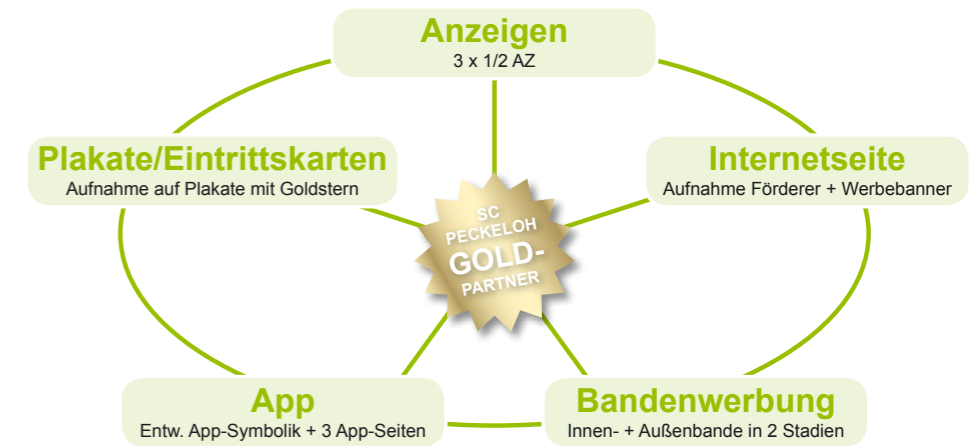 Anzeigen
3 x 1/2 AZ
Plakate/Eintrittskarten
Aufnahme auf Plakate mit Goldstern
Internetseite
Aufnahme Förderer + Werbebanner
SC
PECKELOH
GOLD-
PARTNER
App
Entw. App-Symbolik + 3 App-Seiten
Bandenwerbung
Innen- + Außenbande in 2 Stadien